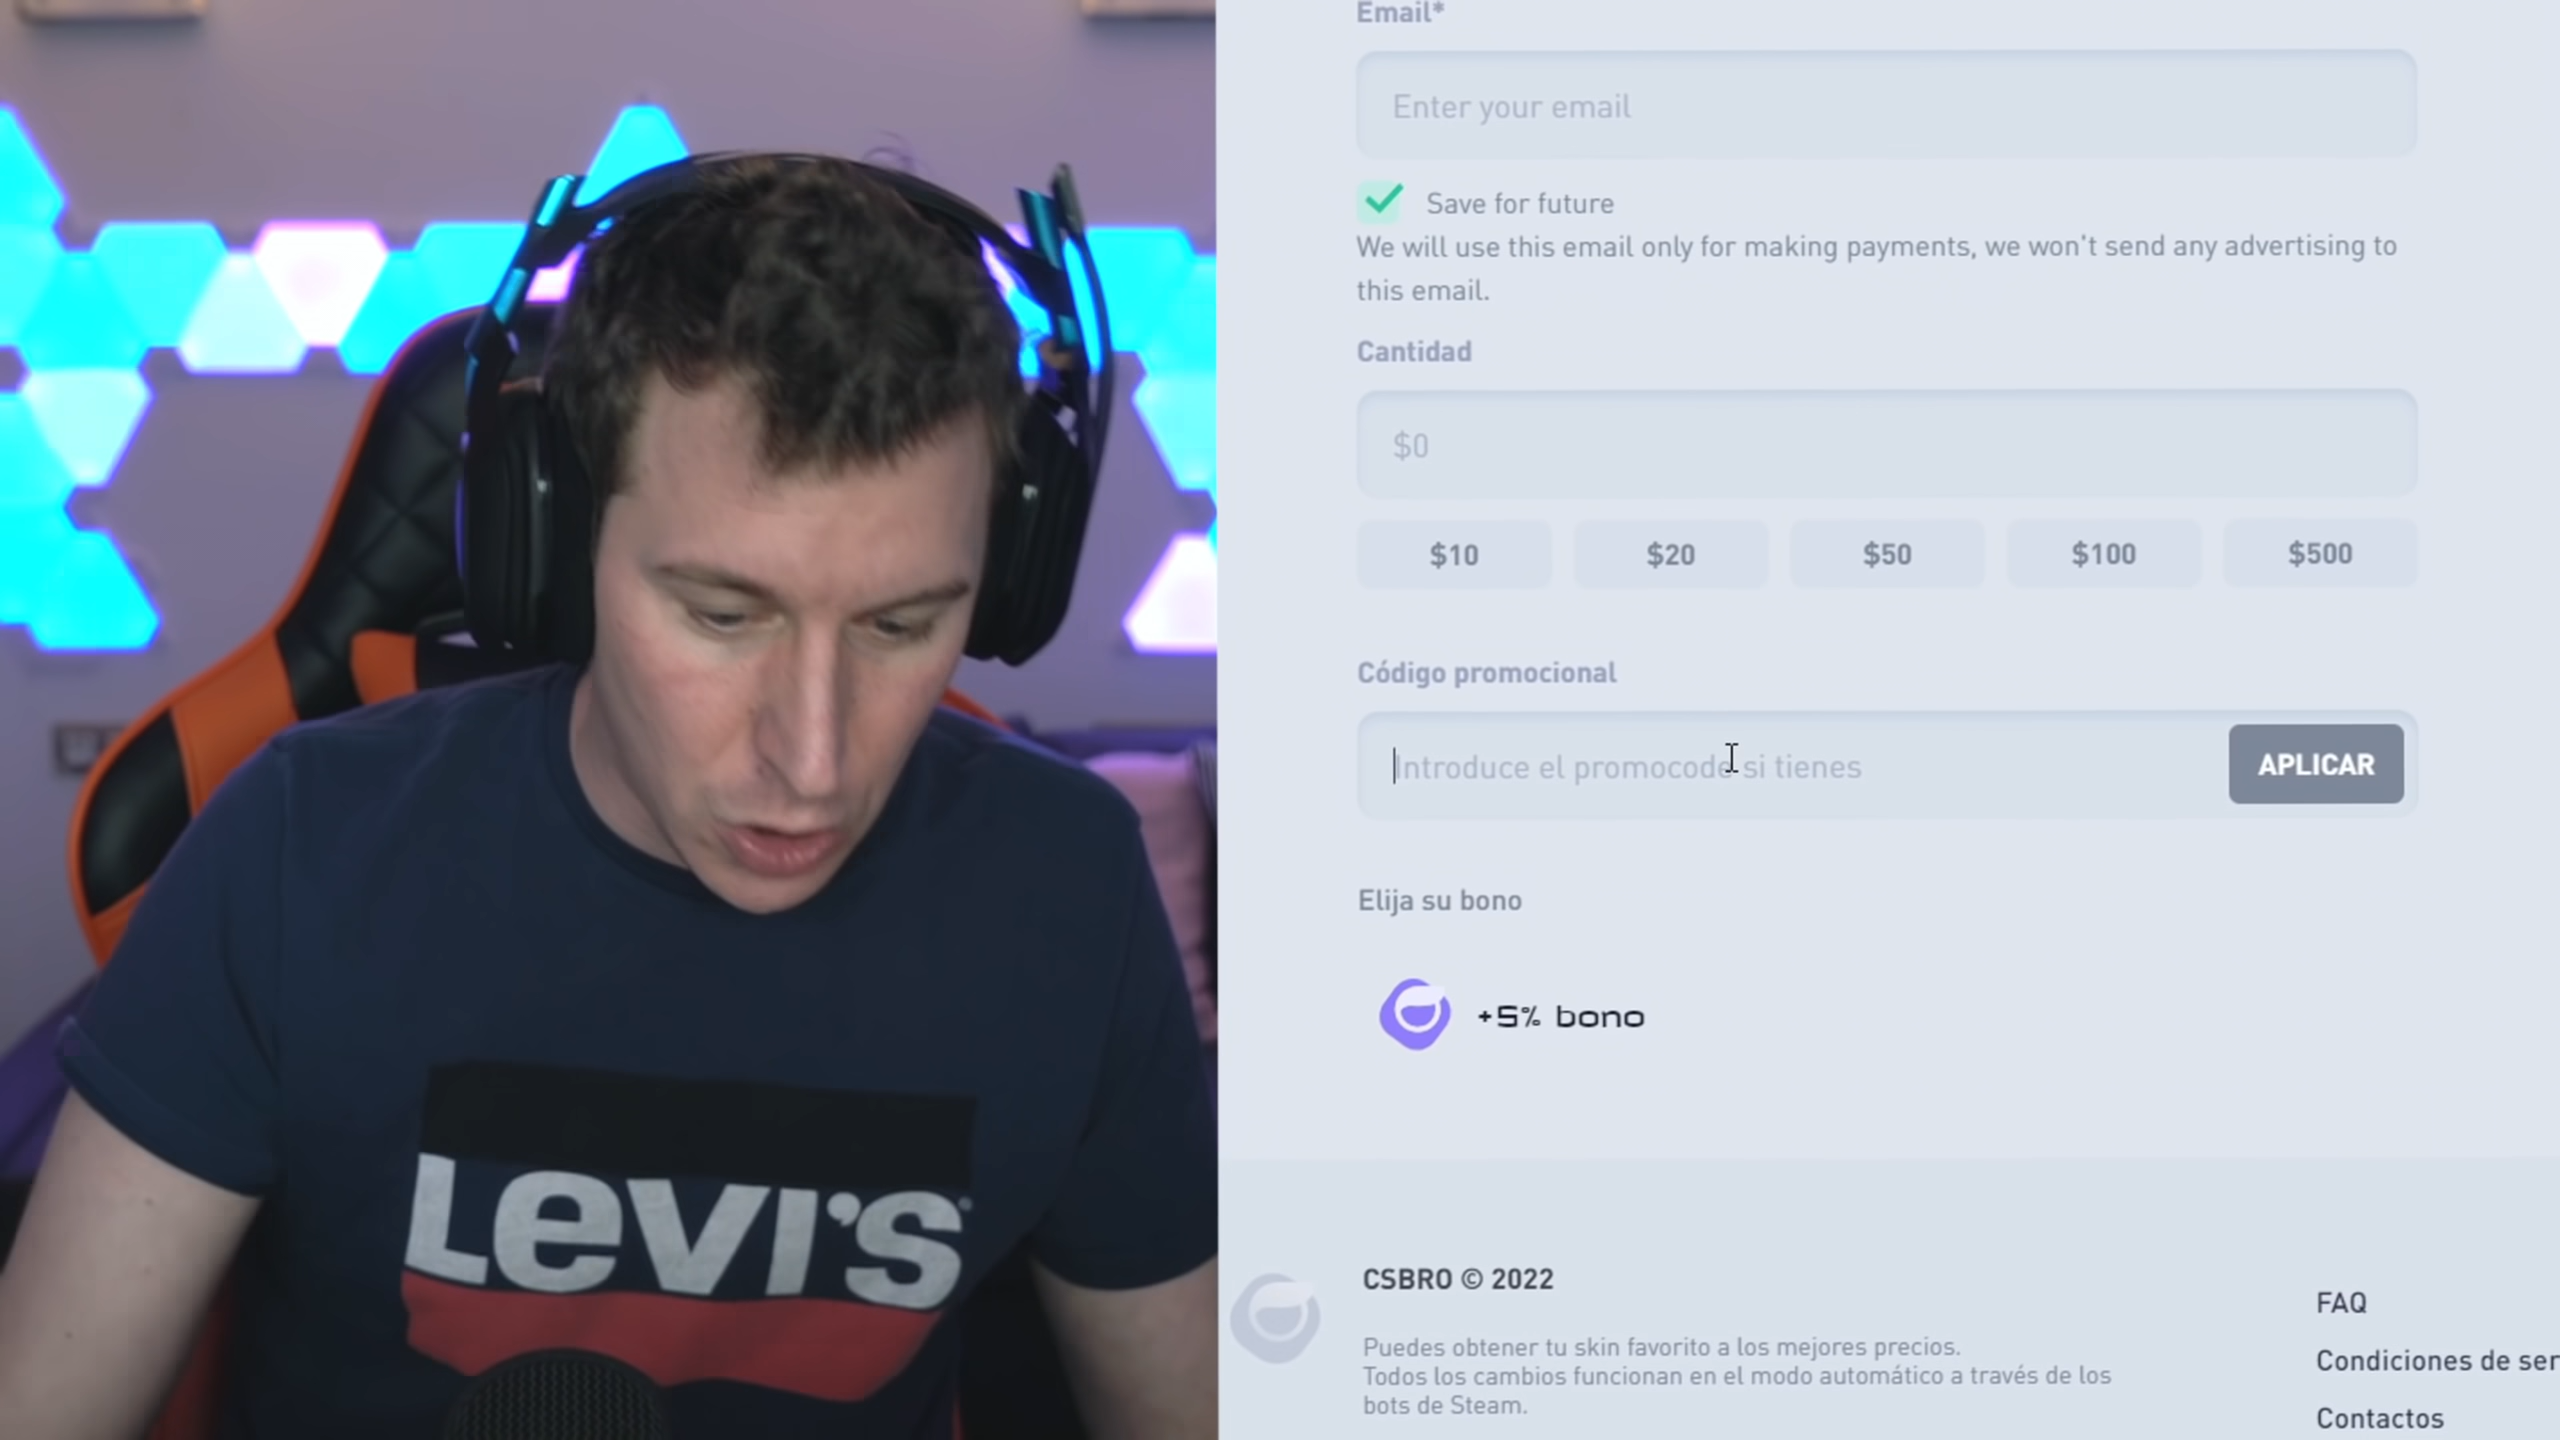 Email*
Enter your email
Save for future
We will use this email only for making payments, we won't send any advertising to
this email.
Cantidad
$0
$10 $20 $50 $100 $500
Código promocional
Introduce el promocode si tienes
APLICAR
Elija su bono
+5% bono
CSBRO © 2022
Puedes obtener tu skin favorito a los mejores precios.
Todos los cambios funcionan en el modo automático a través de los
bots de Steam.
FAQ
Condiciones de ser
Contactos
LEVI'S